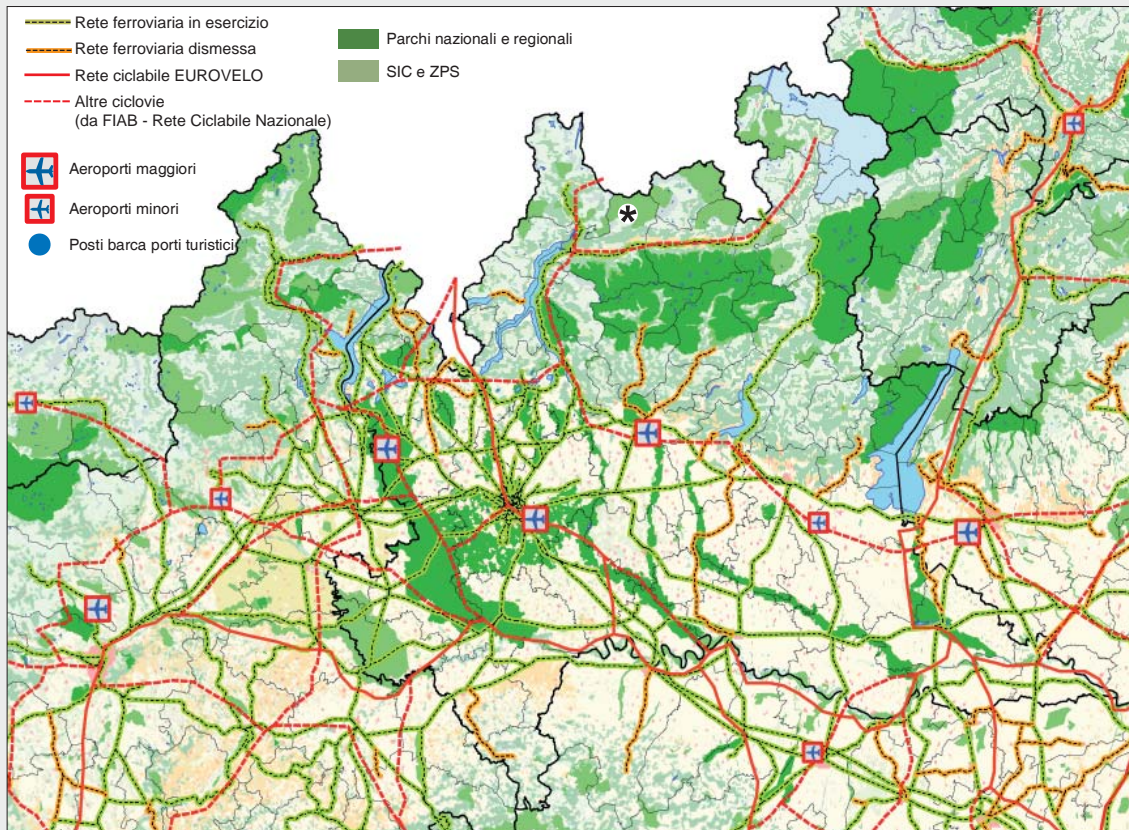 Rete ferroviaria in esercizio
Rete ferroviaria dismessa
Rete ciclabile EUROVELO
Altre ciclovie
(da FIAB - Rete Ciclabile Nazionale)
Aeroporti maggiori
Aeroporti minori
Posti barca porti turistici
Parchi nazionali e regionali
SIC e ZPS
*